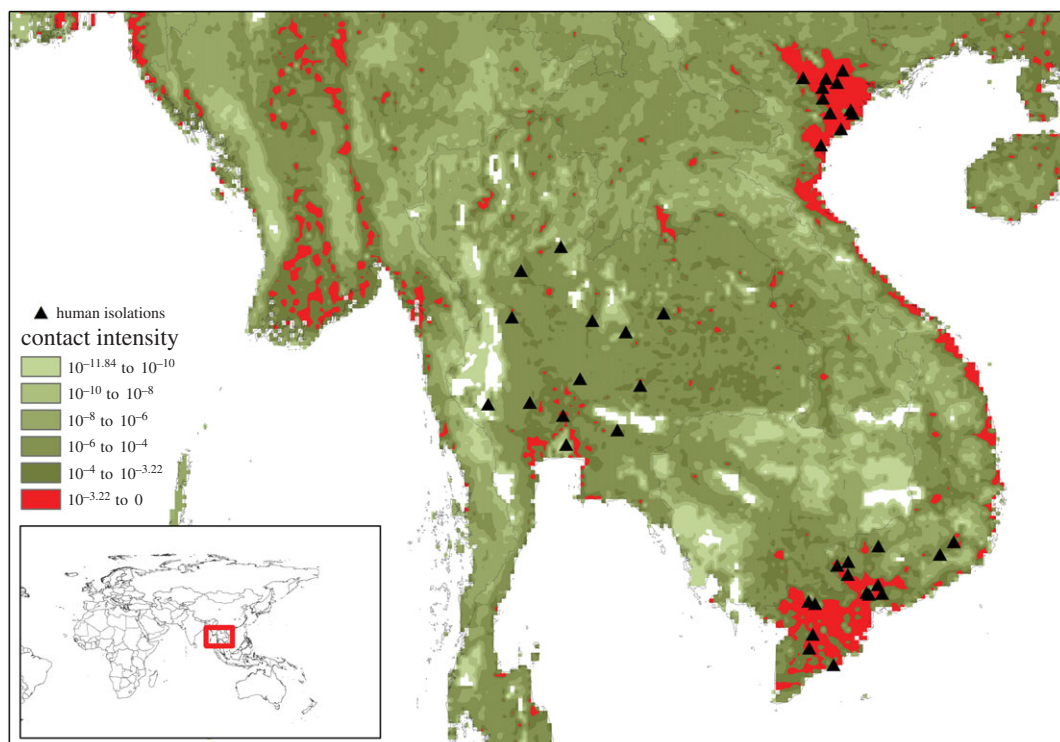 ▲ human isolations
contact intensity
10⁻¹¹·⁸⁴ to 10⁻¹⁰
10⁻¹⁰ to 10⁻⁸
10⁻⁸ to 10⁻⁶
10⁻⁶ to 10⁻⁴
10⁻⁴ to 10⁻³·²²
10⁻³·²² to 0